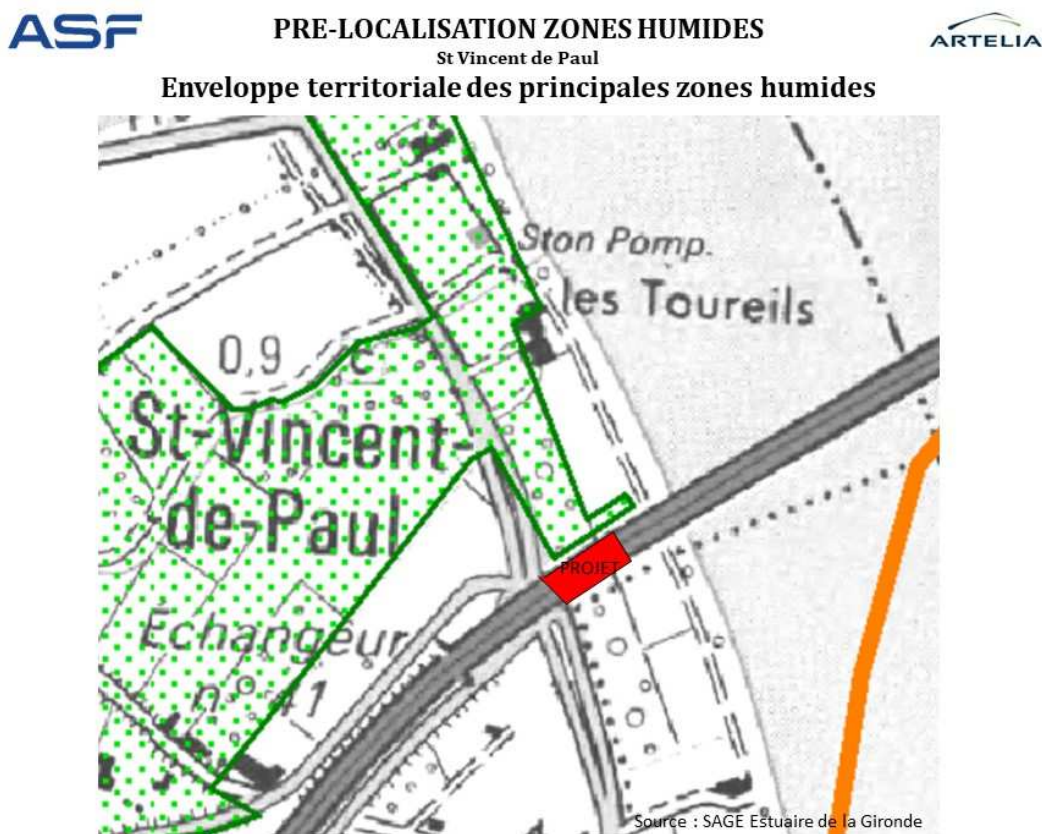 ASF
PRE-LOCALISATION ZONES HUMIDES
ARTELIA
St Vincent de Paul
Enveloppe territoriale des principales zones humides
Ston Pomp.
les Toureils
0,9
St-Vincent-
de-Paul
PROJET
Échangeur
n° 41
Source : SAGE Estuaire de la Gironde